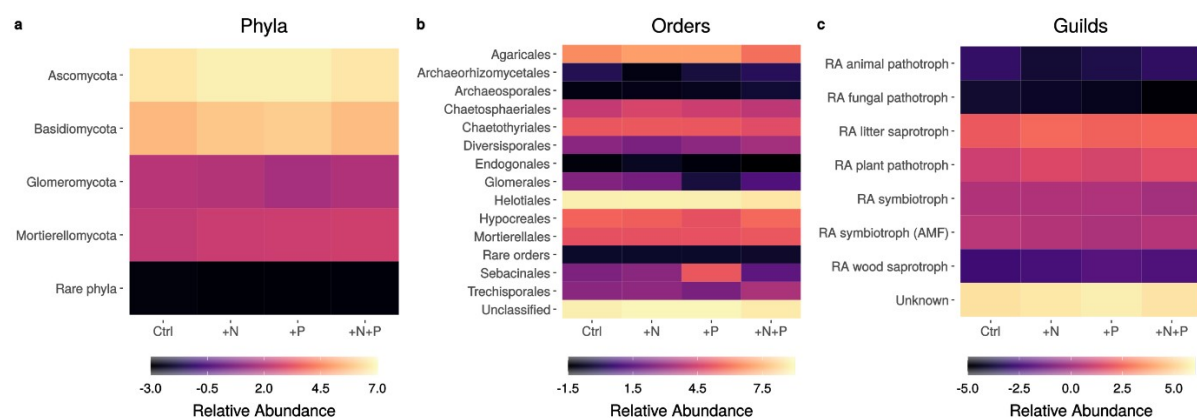 a
Phyla
Ascomycota
Basidiomycota
Glomeromycota
Mortierellomycota
Rare phyla
Ctrl +N +P +N+P
-3.0 -0.5 2.0 4.5 7.0
Relative Abundance
b
Orders
Agaricales
Archaeorhizomycetales
Archaeosporales
Chaetosphaeriales
Chaetothyriales
Diversisporales
Endogonales
Glomerales
Helotiales
Hypocreales
Mortierellales
Rare orders
Sebacinales
Trechisporales
Unclassified
Ctrl +N +P +N+P
-1.5 1.5 4.5 7.5
Relative Abundance
c
Guilds
RA animal pathotroph
RA fungal pathotroph
RA litter saprotroph
RA plant pathotroph
RA symbiotroph
RA symbiotroph (AMF)
RA wood saprotroph
Unknown
Ctrl +N +P +N+P
-5.0 -2.5 0.0 2.5 5.0
Relative Abundance